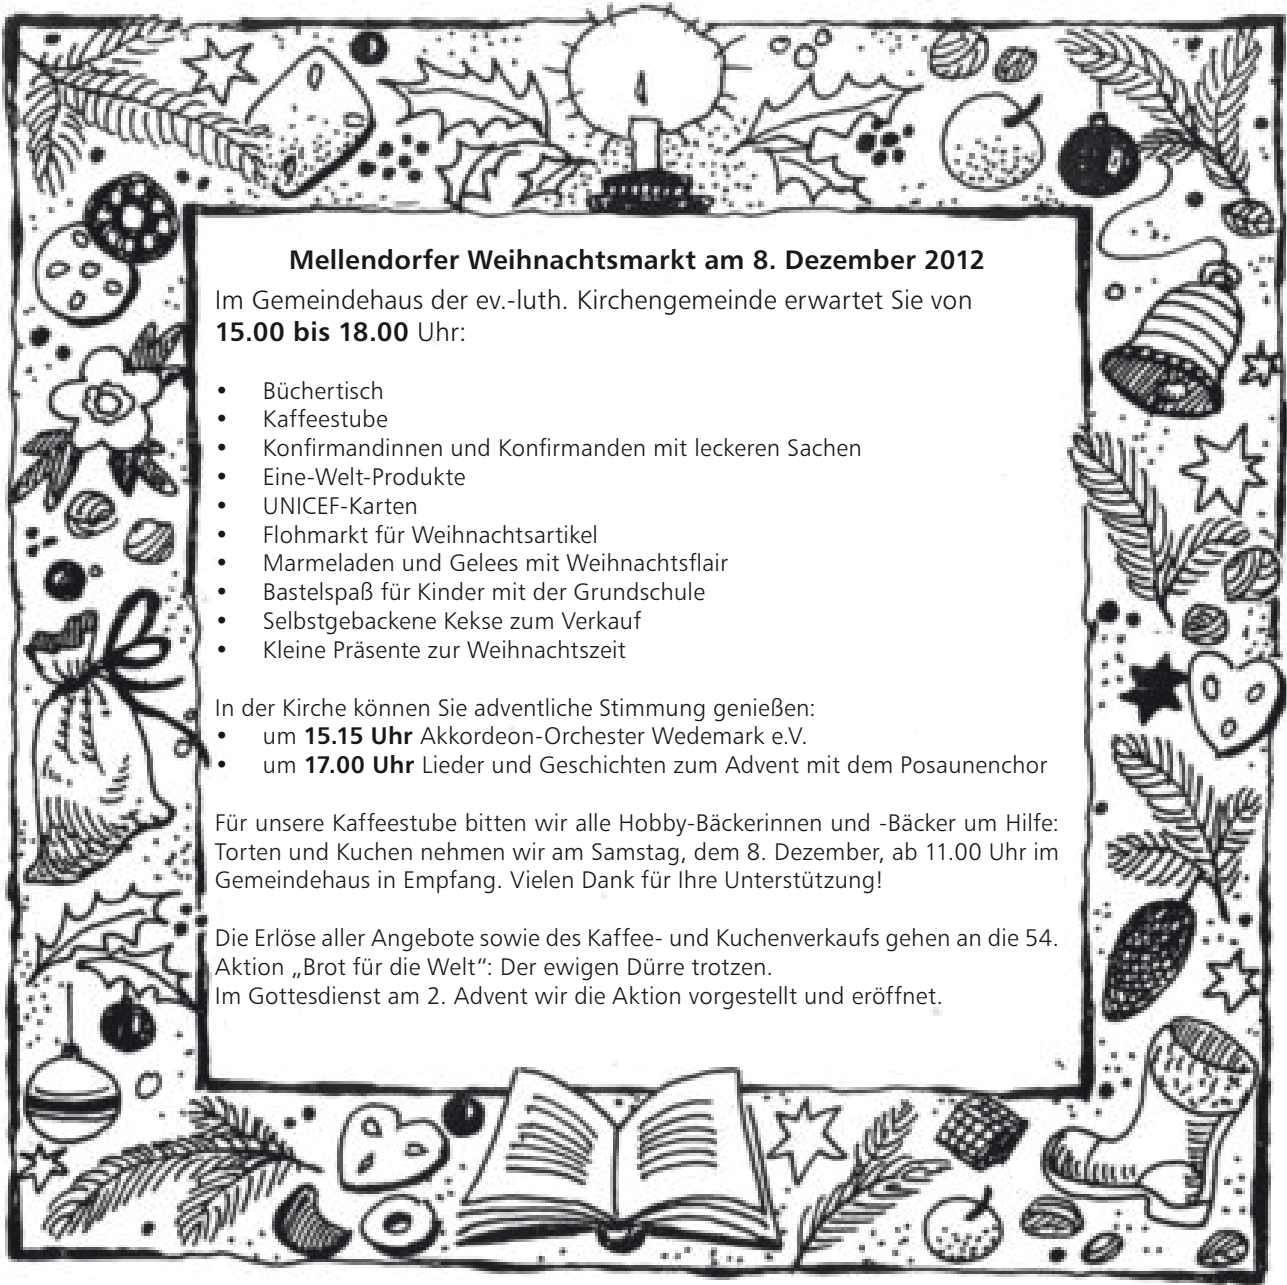 Mellendorfer Weihnachtsmarkt am 8. Dezember 2012
Im Gemeindehaus der ev.-luth. Kirchengemeinde erwartet Sie von
15.00 bis 18.00 Uhr:
• Büchertisch
• Kaffeestube
• Konfirmandinnen und Konfirmanden mit leckeren Sachen
• Eine-Welt-Produkte
• UNICEF-Karten
• Flohmarkt für Weihnachtsartikel
• Marmeladen und Gelees mit Weihnachtsflair
• Bastelspaß für Kinder mit der Grundschule
• Selbstgebackene Kekse zum Verkauf
• Kleine Präsente zur Weihnachtszeit
In der Kirche können Sie adventliche Stimmung genießen:
• um 15.15 Uhr Akkordeon-Orchester Wedemark e.V.
• um 17.00 Uhr Lieder und Geschichten zum Advent mit dem Posaunenchor
Für unsere Kaffeestube bitten wir alle Hobby-Bäckerinnen und -Bäcker um Hilfe:
Torten und Kuchen nehmen wir am Samstag, dem 8. Dezember, ab 11.00 Uhr im
Gemeindehaus in Empfang. Vielen Dank für Ihre Unterstützung!
Die Erlöse aller Angebote sowie des Kaffee- und Kuchenverkaufs gehen an die 54.
Aktion „Brot für die Welt“: Der ewigen Dürre trotzen.
Im Gottesdienst am 2. Advent wir die Aktion vorgestellt und eröffnet.